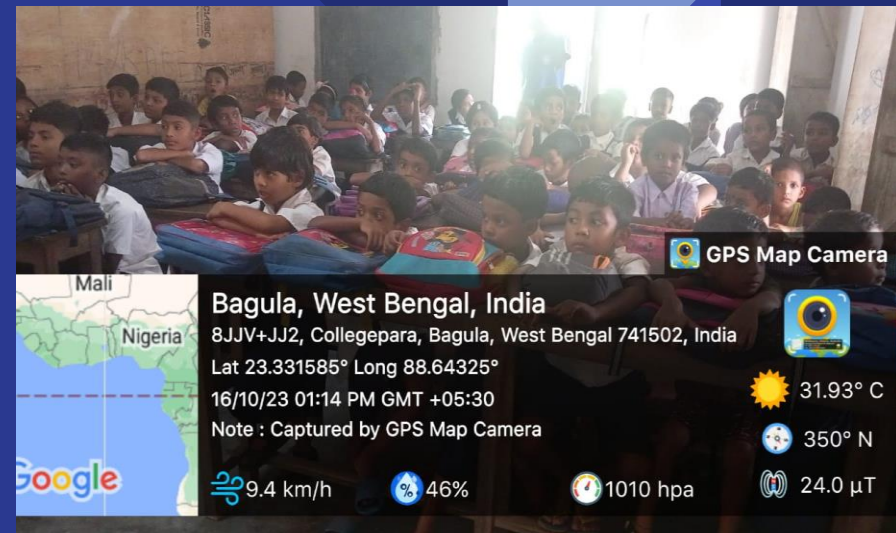 CLASSIC
GPS Map Camera
Mali
Nigeria
Google
Bagula, West Bengal, India
8JJV+JJ2, Collegepara, Bagula, West Bengal 741502, India
Lat 23.331585° Long 88.64325°
16/10/23 01:14 PM GMT +05:30
Note : Captured by GPS Map Camera
31.93° C
350° N
9.4 km/h
% 46%
1010 hpa
24.0 µT